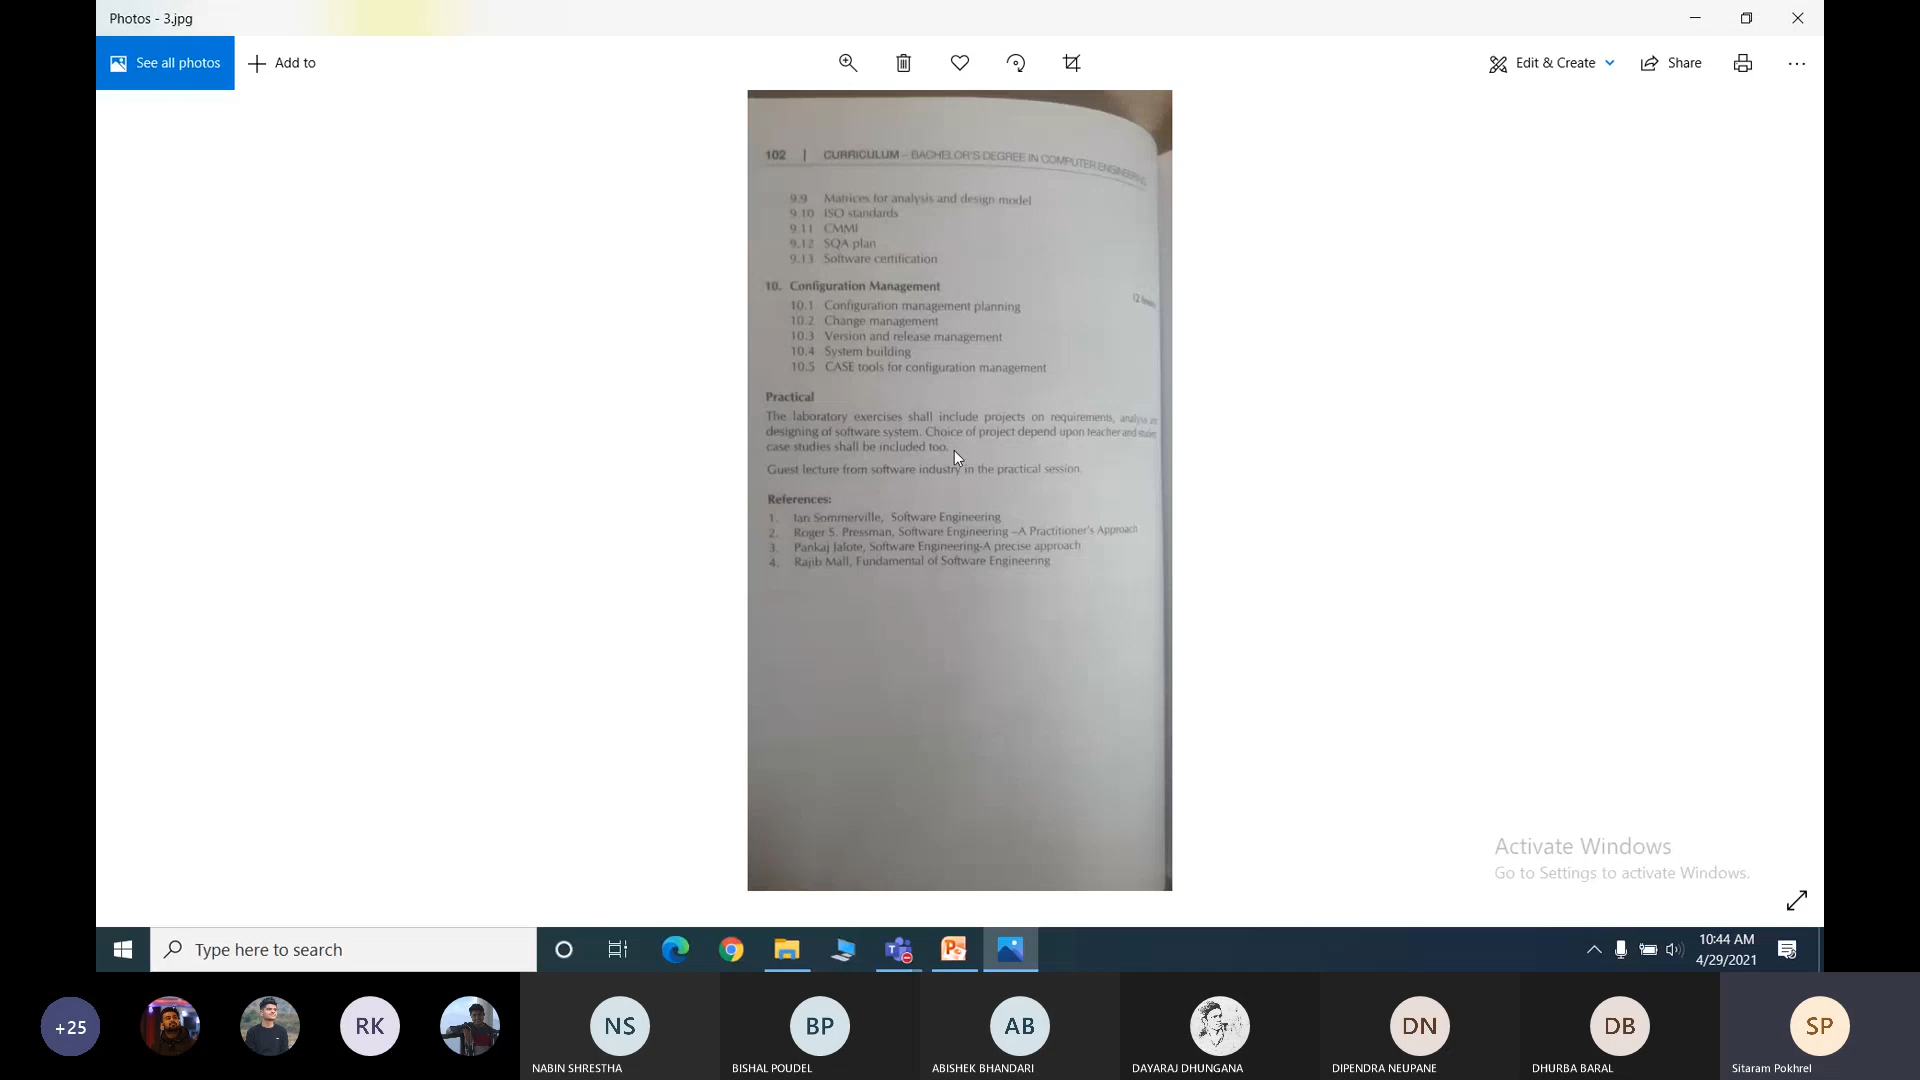 Photos - 3.jpg
See all photos
Add to
Edit & Create
Share
102 | CURRICULUM – BACHELOR'S DEGREE IN COMPUTER ENGINEERING
9.9 Matrices for analysis and design model
9.10 ISO standards
9.11 CMMI
9.12 SQA plan
9.13 Software certification
10. Configuration Management
(2
10.1 Configuration management planning
10.2 Change management
10.3 Version and release management
10.4 System building
10.5 CASE tools for configuration management
Practical
The laboratory exercises shall include projects on requirements, analysis
designing of software system. Choice of project depend upon teacher and
case studies shall be included too.
Guest lecture from software industry in the practical session.
References:
1. Ian Sommerville, Software Engineering
2. Roger S. Pressman, Software Engineering –A Practitioner's Approach
3. Pankaj Jalote, Software Engineering-A precise approach
4. Rajib Mall, Fundamental of Software Engineering
Activate Windows
Go to Settings to activate Windows.
Type here to search
10:44 AM
4/29/2021
+25
RK
NS
BP
AB
DN
DB
SP
NABIN SHRESTHA
BISHAL POUDEL
ABISHEK BHANDARI
DAYARAJ DHUNGANA
DIPENDRA NEUPANE
DHURBA BARAL
Sitaram Pokhrel